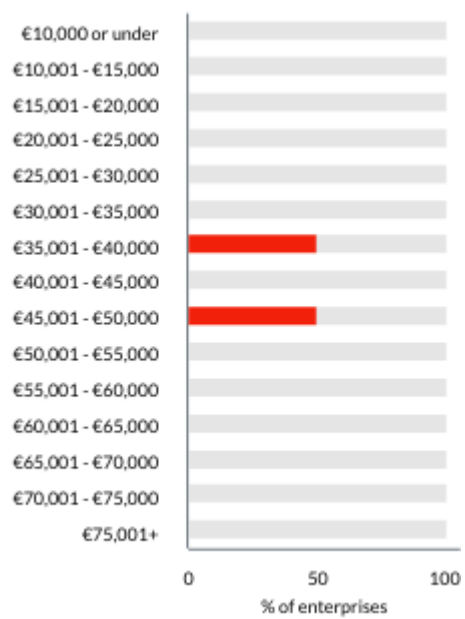 €10,000 or under
€10,001 - €15,000
€15,001 - €20,000
€20,001 - €25,000
€25,001 - €30,000
€30,001 - €35,000
€35,001 - €40,000
€40,001 - €45,000
€45,001 - €50,000
€50,001 - €55,000
€55,001 - €60,000
€60,001 - €65,000
€65,001 - €70,000
€70,001 - €75,000
€75,001+
0 50 100
% of enterprises